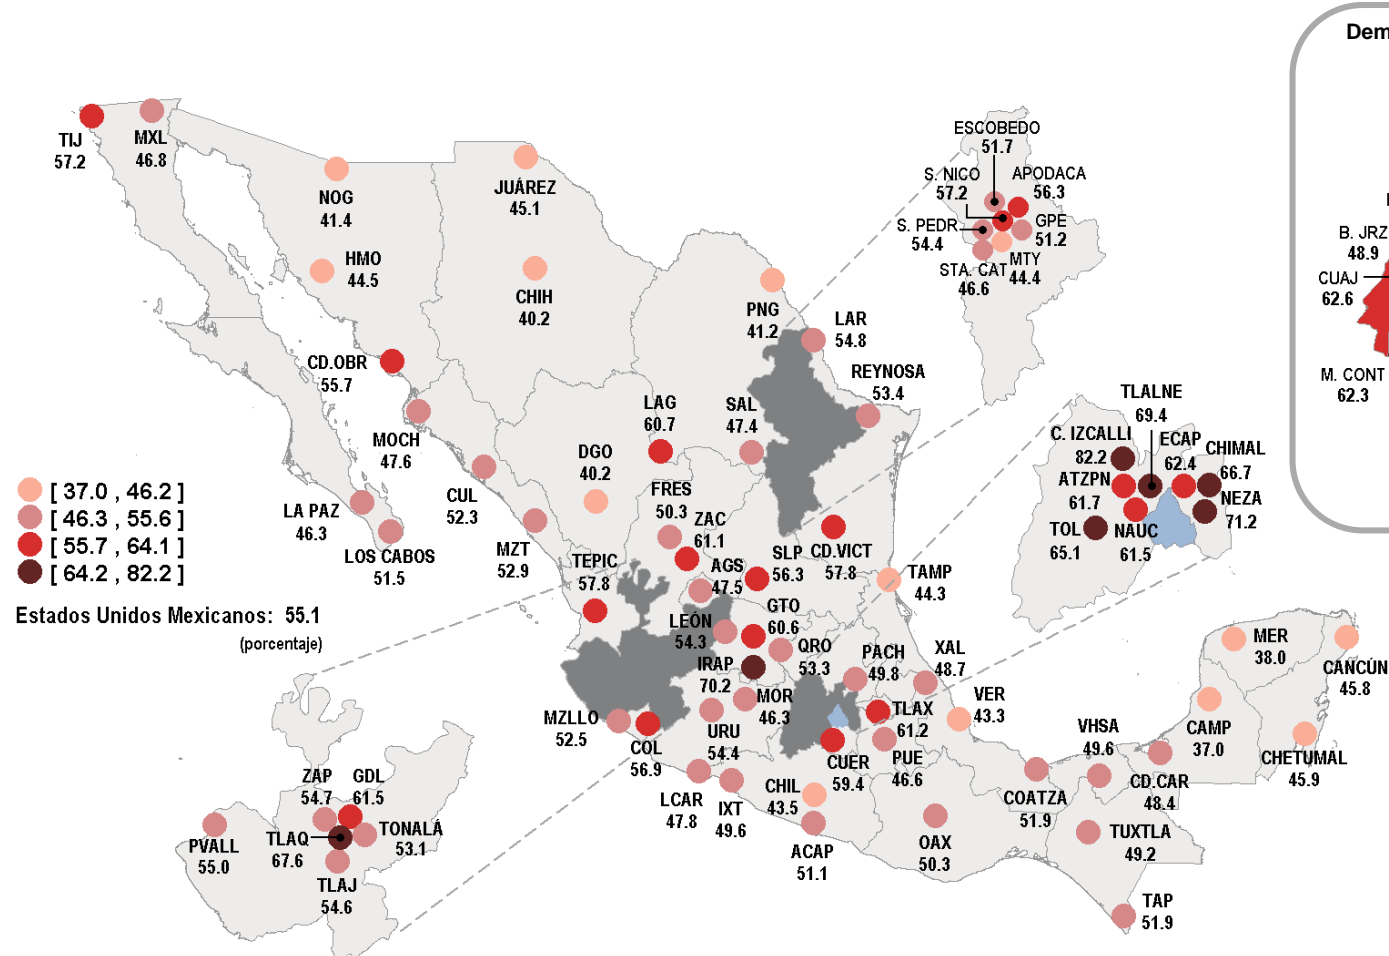 Dem
TIJ
57.2
MXL
46.8
NOG
41.4
HMO
44.5
JUÁREZ
45.1
CHIH
40.2
CD.OBR
55.7
MOCH
47.6
CUL
52.3
LA PAZ
46.3
LOS CABOS
51.5
MZT
52.9
DGO
40.2
LAG
60.7
SAL
47.4
PNG
41.2
LAR
54.8
REYNOSA
53.4
FRES
50.3
ZAC
61.1
TEPIC
57.8
AGS
47.5
SLP
56.3
CD.VICT
57.8
TAMP
44.3
LEÓN
54.3
GTO
60.6
IRAP
70.2
QRO
53.3
PACH
49.8
XAL
48.7
MZLLO
52.5
COL
56.9
URU
54.4
MOR
46.3
TLAX
61.2
PUE
46.6
VER
43.3
CUER
59.4
LCAR
47.8
IXT
49.6
CHIL
43.5
ACAP
51.1
OAX
50.3
COATZA
51.9
VHSA
49.6
CD.CAR
48.4
TUXTLA
49.2
TAP
51.9
CAMP
37.0
MER
38.0
CANCÚN
45.8
CHETUMAL
45.9
ESCOBEDO
51.7
S. NICO
57.2
APODACA
56.3
S. PEDR
54.4
GPE
51.2
STA. CAT
46.6
MTY
44.4
TLALNE
69.4
C. IZCALLI
82.2
ECAP
62.4
CHIMAL
66.7
ATZPN
61.7
NEZA
71.2
TOL
65.1
NAUC
61.5
B. JRZ
48.9
CUAJ
62.6
M. CONT
62.3
ZAP
54.7
GDL
61.5
PVALL
55.0
TLAQ
67.6
TONALÁ
53.1
TLAJ
54.6
[ 37.0 , 46.2 ]
[ 46.3 , 55.6 ]
[ 55.7 , 64.1 ]
[ 64.2 , 82.2 ]
Estados Unidos Mexicanos: 55.1
(porcentaje)